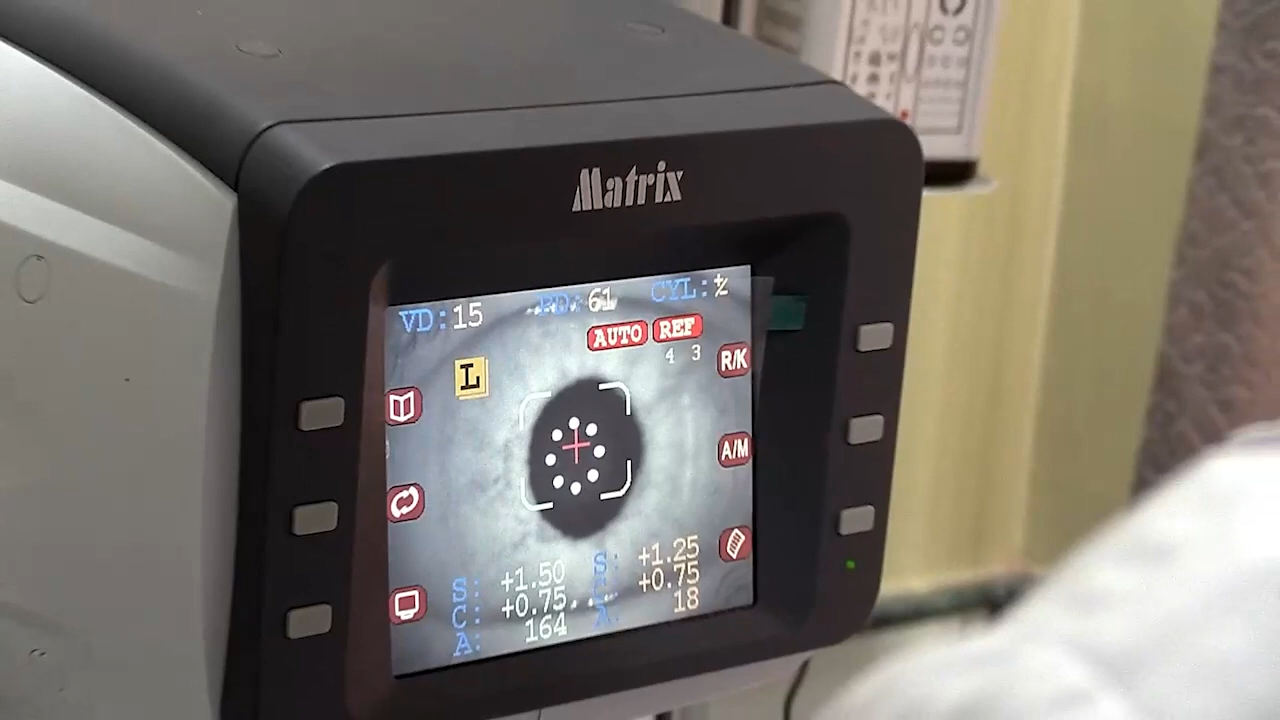 Matrix
VD:15 PD:61 CYL:±
AUTO REF
4 3
L
R/K
A/M
S: +1.50 S: +1.25
C: +0.75 C: +0.75
A: 164 A: 18